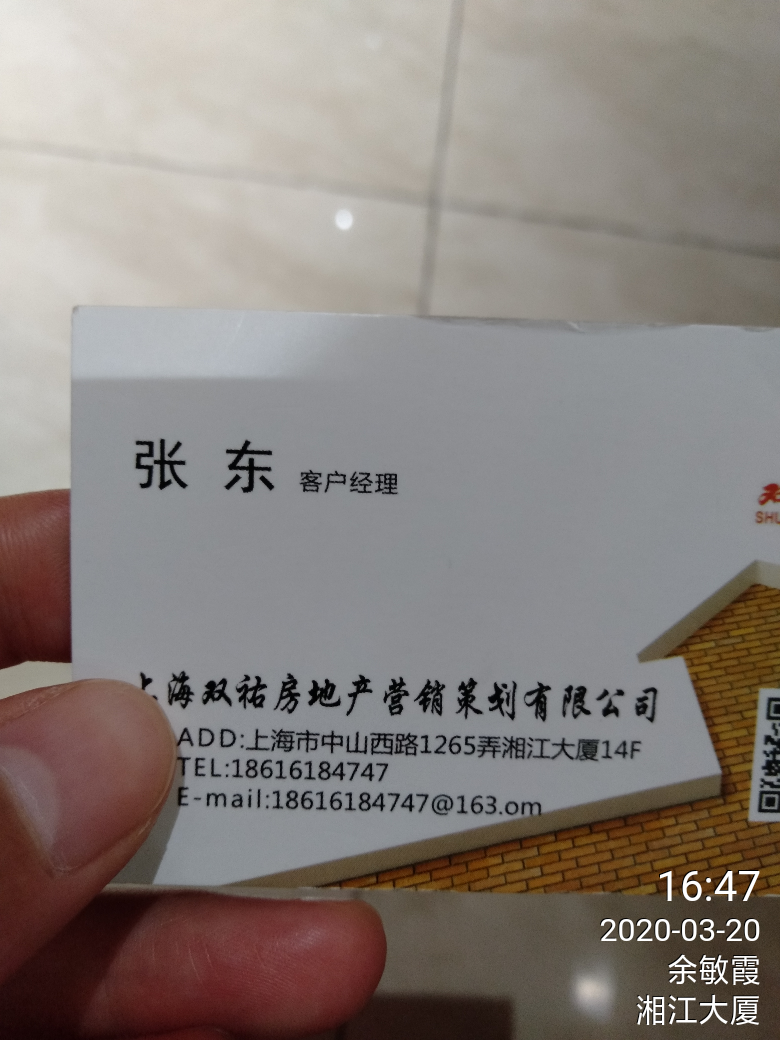 张 东 客户经理
SHU
上海双祐房地产营销策划有限公司
ADD:上海市中山西路1265弄湘江大厦14F
TEL:18616184747
E-mail:18616184747@163.om
16:47
2020-03-20
余敏霞
湘江大厦